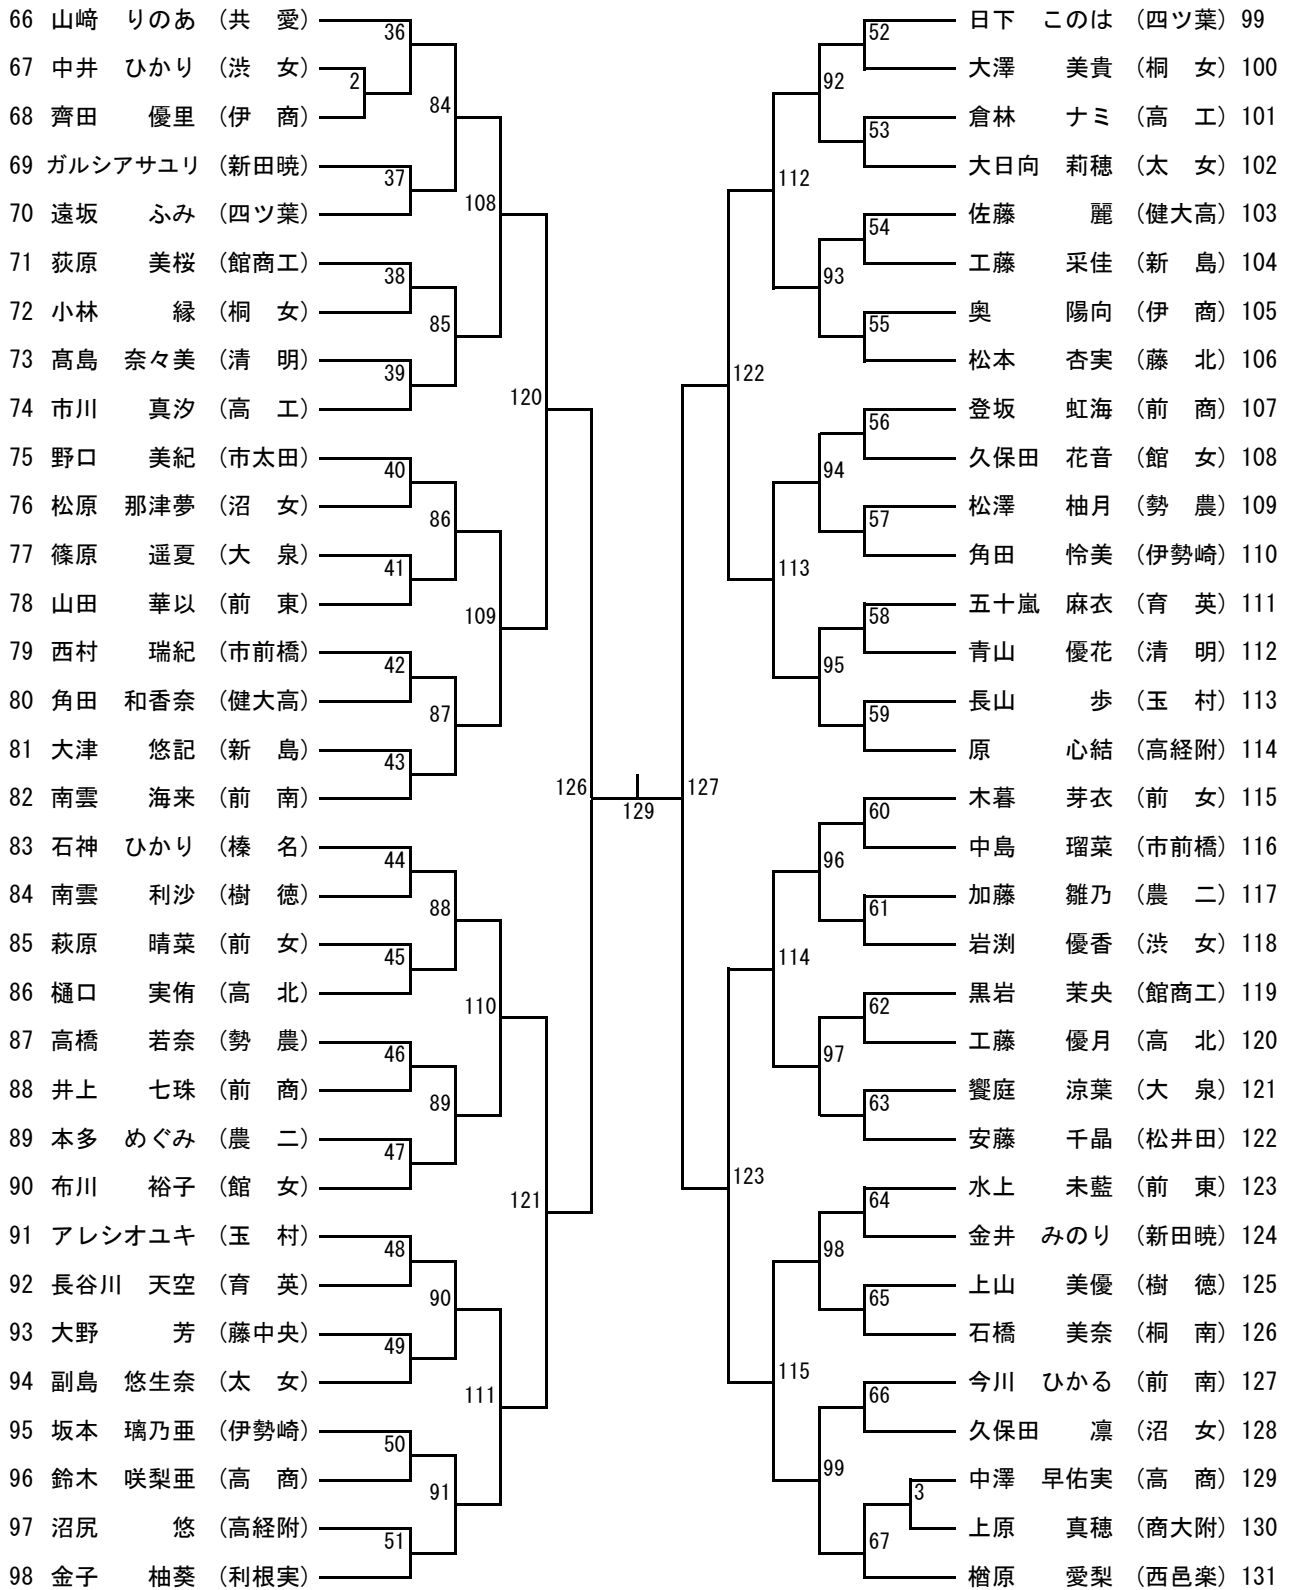 66 山﨑 りのあ （共 愛）
67 中井 ひかり （渋 女）
68 齊田 優里 （伊 商）
69 ガルシアサユリ （新田暁）
70 遠坂 ふみ （四ツ葉）
71 荻原 美桜 （館商工）
72 小林 縁 （桐 女）
73 髙島 奈々美 （清 明）
74 市川 真汐 （高 工）
75 野口 美紀 （市太田）
76 松原 那津夢 （沼 女）
77 篠原 遥夏 （大 泉）
78 山田 華以 （前 東）
79 西村 瑞紀 （市前橋）
80 角田 和香奈 （健大高）
81 大津 悠記 （新 島）
82 南雲 海来 （前 南）
83 石神 ひかり （榛 名）
84 南雲 利沙 （樹 徳）
85 萩原 晴菜 （前 女）
86 樋口 実侑 （高 北）
87 高橋 若奈 （勢 農）
88 井上 七珠 （前 商）
89 本多 めぐみ （農 二）
90 布川 裕子 （館 女）
91 アレシオユキ （玉 村）
92 長谷川 天空 （育 英）
93 大野 芳 （藤中央）
94 副島 悠生奈 （太 女）
95 坂本 璃乃亜 （伊勢崎）
96 鈴木 咲梨亜 （高 商）
97 沼尻 悠 （高経附）
98 金子 柚葵 （利根実）
36
2
37
38
39
40
41
42
43
44
45
46
47
48
49
50
51
84
85
86
87
88
89
90
91
108
109
110
111
120
121
126
129
127
122
123
112
113
114
115
92
93
94
95
96
97
98
99
52
53
54
55
56
57
58
59
60
61
62
63
64
65
66
3
67
日下 このは （四ツ葉） 99
大澤 美貴 （桐 女） 100
倉林 ナミ （高 工） 101
大日向 莉穂 （太 女） 102
佐藤 麗 （健大高） 103
工藤 采佳 （新 島） 104
奥 陽向 （伊 商） 105
松本 杏実 （藤 北） 106
登坂 虹海 （前 商） 107
久保田 花音 （館 女） 108
松澤 柚月 （勢 農） 109
角田 怜美 （伊勢崎） 110
五十嵐 麻衣 （育 英） 111
青山 優花 （清 明） 112
長山 歩 （玉 村） 113
原 心結 （高経附） 114
木暮 芽衣 （前 女） 115
中島 瑠菜 （市前橋） 116
加藤 雛乃 （農 二） 117
岩渕 優香 （渋 女） 118
黒岩 茉央 （館商工） 119
工藤 優月 （高 北） 120
饗庭 涼葉 （大 泉） 121
安藤 千晶 （松井田） 122
水上 未藍 （前 東） 123
金井 みのり （新田暁） 124
上山 美優 （樹 徳） 125
石橋 美奈 （桐 南） 126
今川 ひかる （前 南） 127
久保田 凛 （沼 女） 128
中澤 早佑実 （高 商） 129
上原 真穂 （商大附） 130
楢原 愛梨 （西邑楽） 131